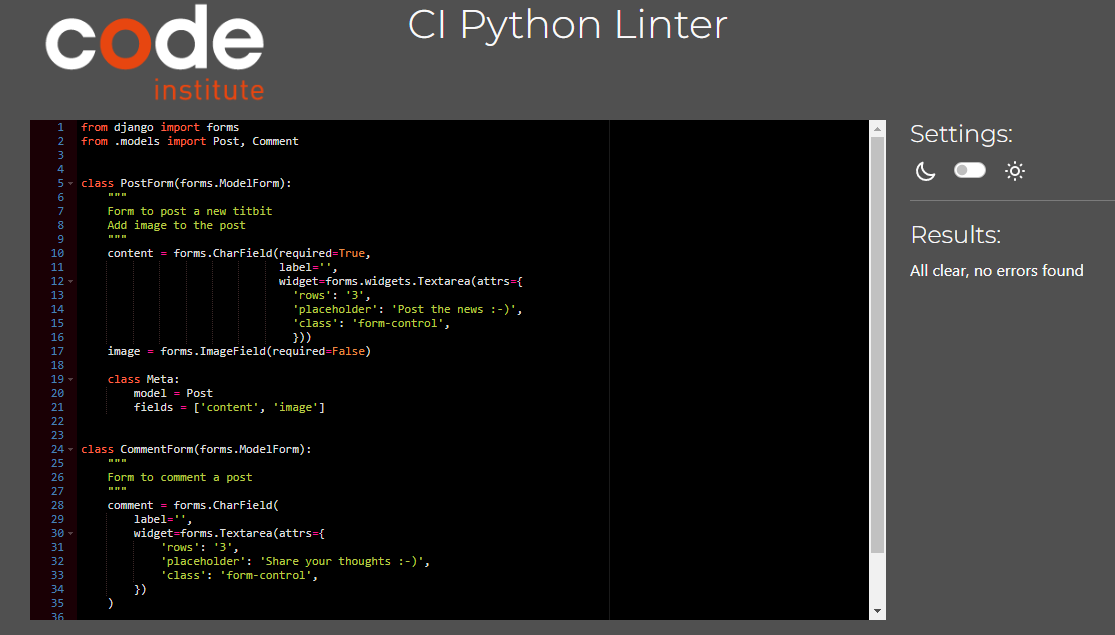 code
institute
CI Python Linter
1 from django import forms
2 from .models import Post, Comment
3
4
5 class PostForm(forms.ModelForm):
6     """
7     Form to post a new titbit
8     Add image to the post
9     """
10     content = forms.CharField(required=True,
11                               label='',
12                               widget=forms.widgets.Textarea(attrs={
13                                 'rows': '3',
14                                 'placeholder': 'Post the news :-)',
15                                 'class': 'form-control',
16                                 }))
17     image = forms.ImageField(required=False)
18
19     class Meta:
20         model = Post
21         fields = ['content', 'image']
22
23
24 class CommentForm(forms.ModelForm):
25     """
26     Form to comment a post
27     """
28     comment = forms.CharField(
29         label='',
30         widget=forms.Textarea(attrs={
31             'rows': '3',
32             'placeholder': 'Share your thoughts :-)',
33             'class': 'form-control',
34         })
35     )
36
Settings:
Results:
All clear, no errors found